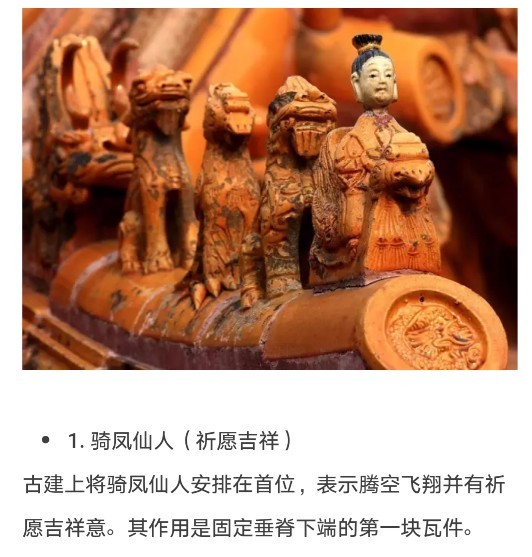 • 1. 骑凤仙人（祈愿吉祥）
古建上将骑凤仙人安排在首位，表示腾空飞翔并有祈
愿吉祥意。其作用是固定垂脊下端的第一块瓦件。